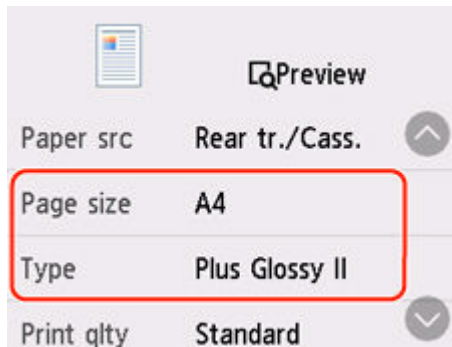 Preview
Paper src Rear tr./Cass.
Page size A4
Type Plus Glossy II
Print qlty Standard